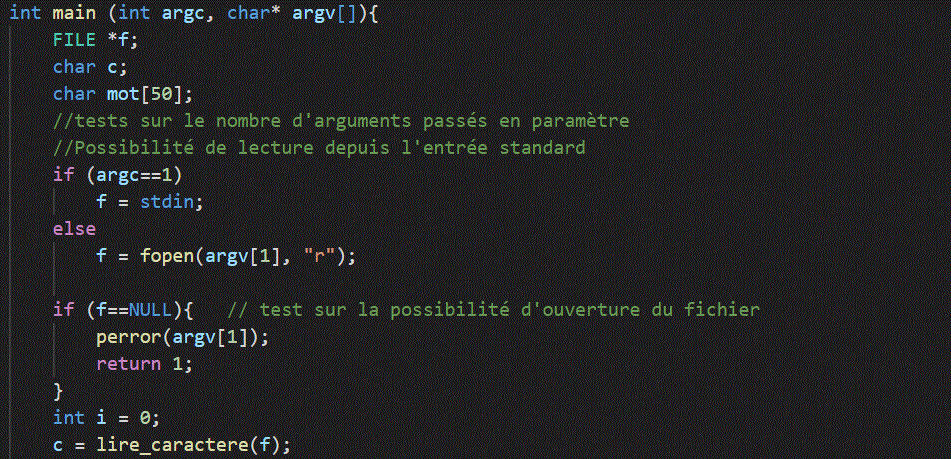 int main (int argc, char* argv[]){
FILE *f;
char c;
char mot[50];
//tests sur le nombre d'arguments passés en paramètre
//Possibilité de lecture depuis l'entrée standard
if (argc==1)
f = stdin;
else
f = fopen(argv[1], "r");
if (f==NULL){ // test sur la possibilité d'ouverture du fichier
perror(argv[1]);
return 1;
}
int i = 0;
c = lire_caractere(f);